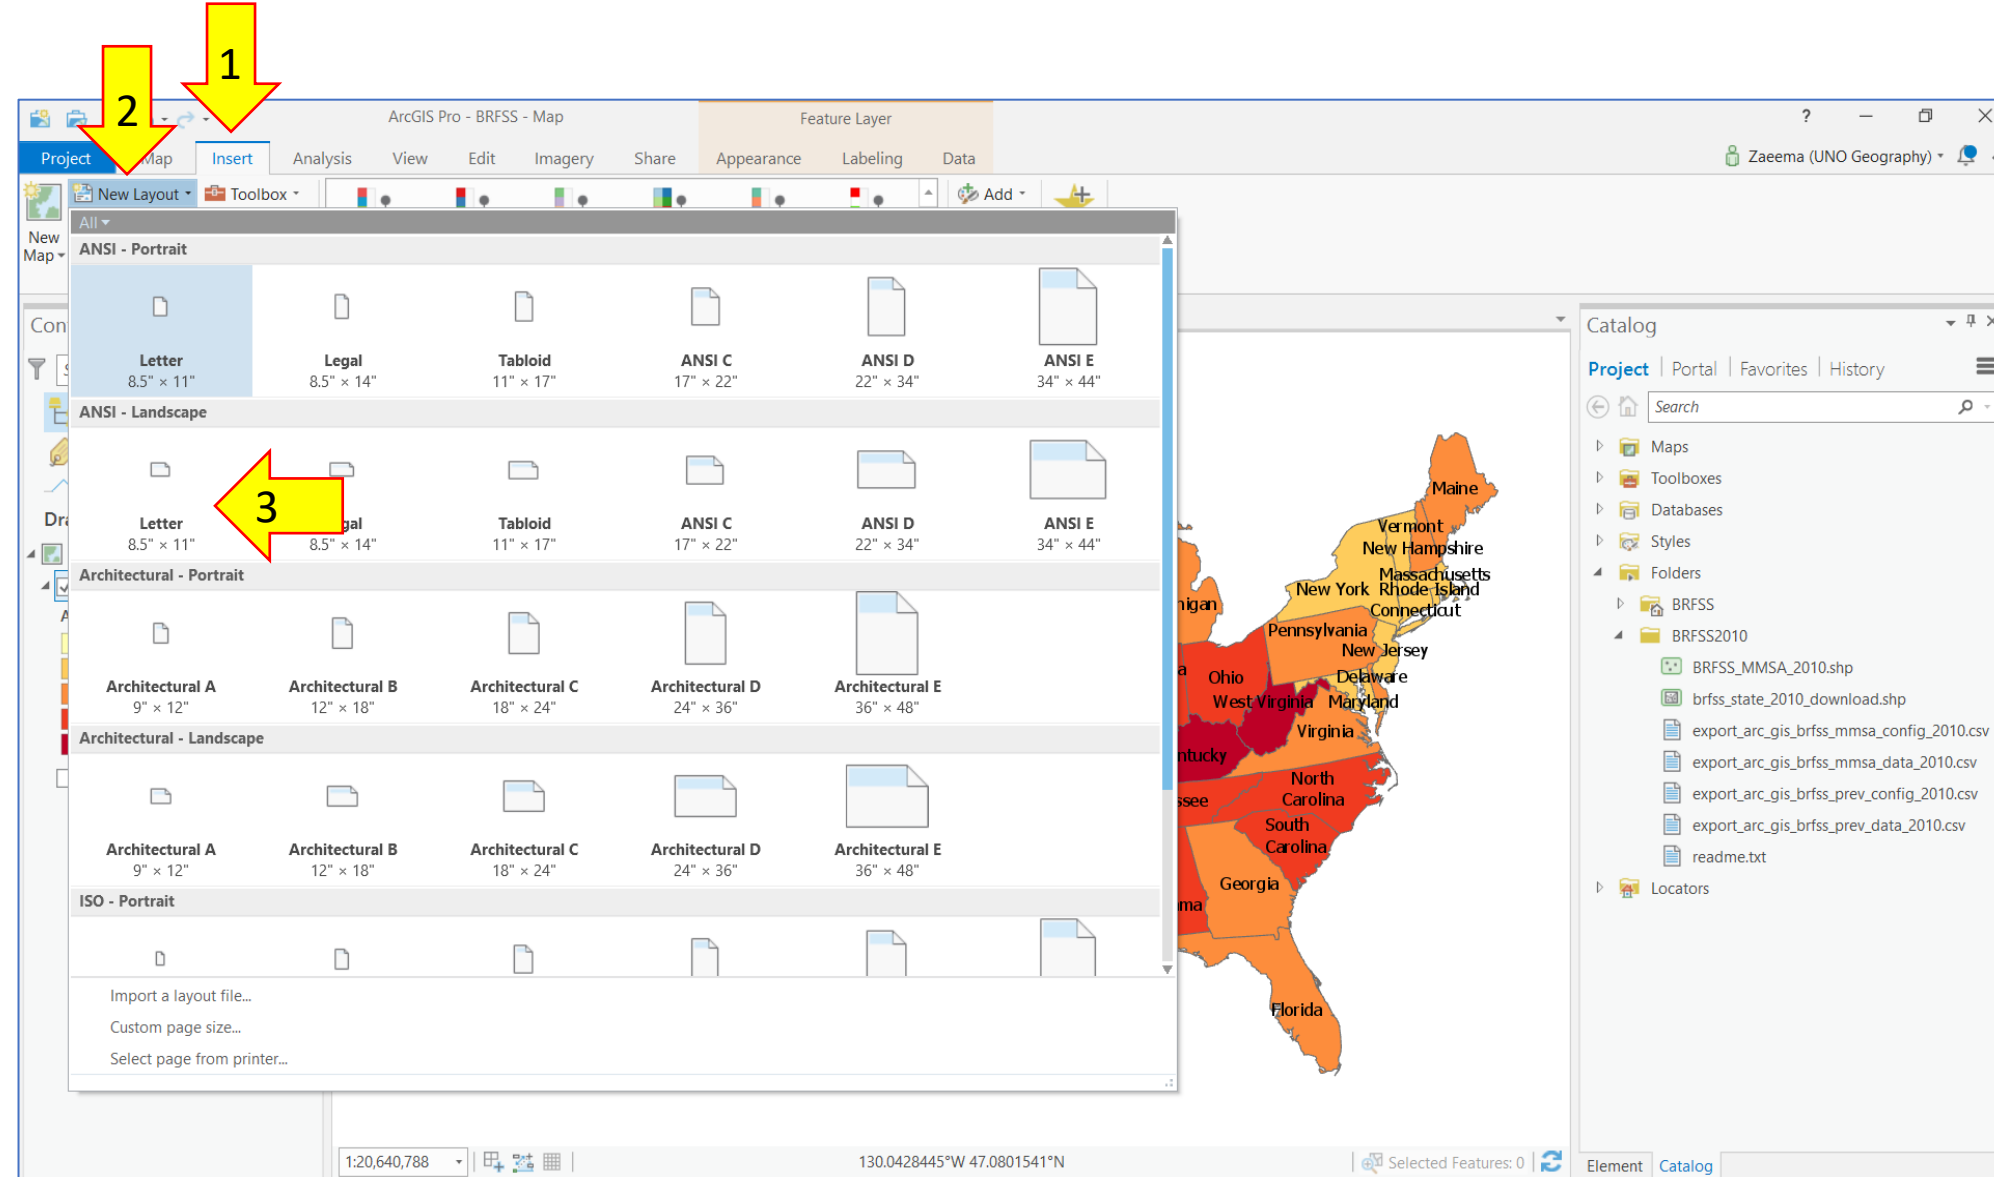 1
2
ArcGIS Pro - BRFSS - Map
Feature Layer
?
Project
Map
Insert
Analysis
View
Edit
Imagery
Share
Appearance
Labeling
Data
Zaeema (UNO Geography)
New Layout
Toolbox
Add
New
Map
All
ANSI - Portrait
Letter
8.5" × 11"
Legal
8.5" × 14"
Tabloid
11" × 17"
ANSI C
17" × 22"
ANSI D
22" × 34"
ANSI E
34" × 44"
ANSI - Landscape
3
Letter
8.5" × 11"
gal
8.5" × 14"
Tabloid
11" × 17"
ANSI C
17" × 22"
ANSI D
22" × 34"
ANSI E
34" × 44"
Architectural - Portrait
Architectural A
9" × 12"
Architectural B
12" × 18"
Architectural C
18" × 24"
Architectural D
24" × 36"
Architectural E
36" × 48"
Architectural - Landscape
Architectural A
9" × 12"
Architectural B
12" × 18"
Architectural C
18" × 24"
Architectural D
24" × 36"
Architectural E
36" × 48"
ISO - Portrait
Import a layout file...
Custom page size...
Select page from printer...
Con
Dra
Maine
Vermont
New Hampshire
Massachusetts
New York
Rhode Island
Connecticut
higan
Pennsylvania
New Jersey
Ohio
Delaware
West Virginia
Maryland
Virginia
ntucky
North
Carolina
ssee
South
Carolina
Georgia
ma
Florida
1:20,640,788
130.0428445°W 47.0801541°N
Selected Features: 0
Catalog
Project
Portal
Favorites
History
Search
Maps
Toolboxes
Databases
Styles
Folders
BRFSS
BRFSS2010
BRFSS_MMSA_2010.shp
brfss_state_2010_download.shp
export_arc_gis_brfss_mmsa_config_2010.csv
export_arc_gis_brfss_mmsa_data_2010.csv
export_arc_gis_brfss_prev_config_2010.csv
export_arc_gis_brfss_prev_data_2010.csv
readme.txt
Locators
Element
Catalog